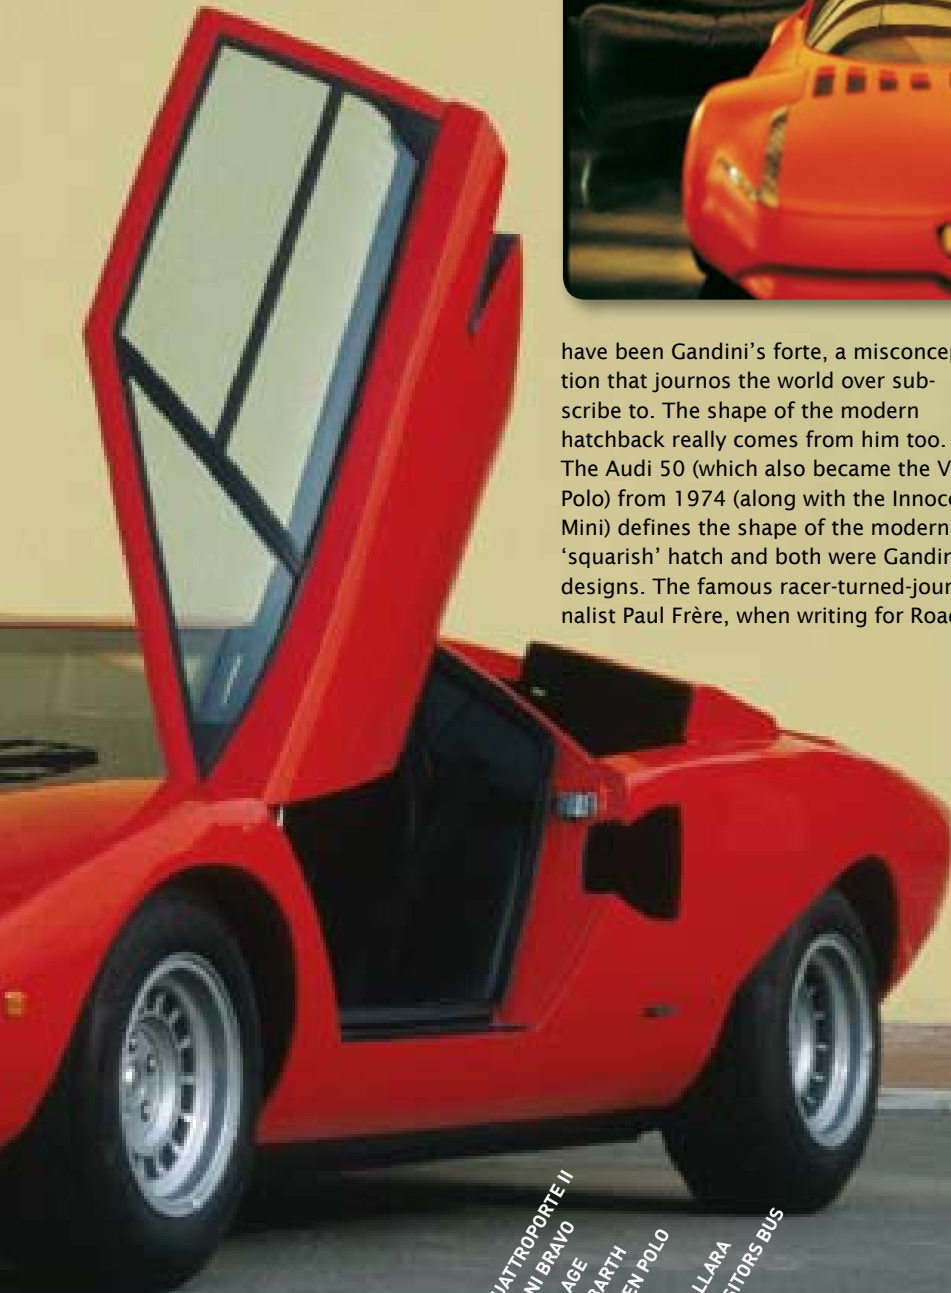 have been Gandini’s forte, a misconcep
tion that journos the world over sub-
scribe to. The shape of the modern
hatchback really comes from him too.
The Audi 50 (which also became the V
Polo) from 1974 (along with the Innoc
Mini) defines the shape of the modern
‘squarish’ hatch and both were Gandin
designs. The famous racer-turned-jour
nalist Paul Frère, when writing for Roa
UATTROPORTE II
NI BRAVO
AGE
BARTH
EN POLO
LLARA
SITORS BUS